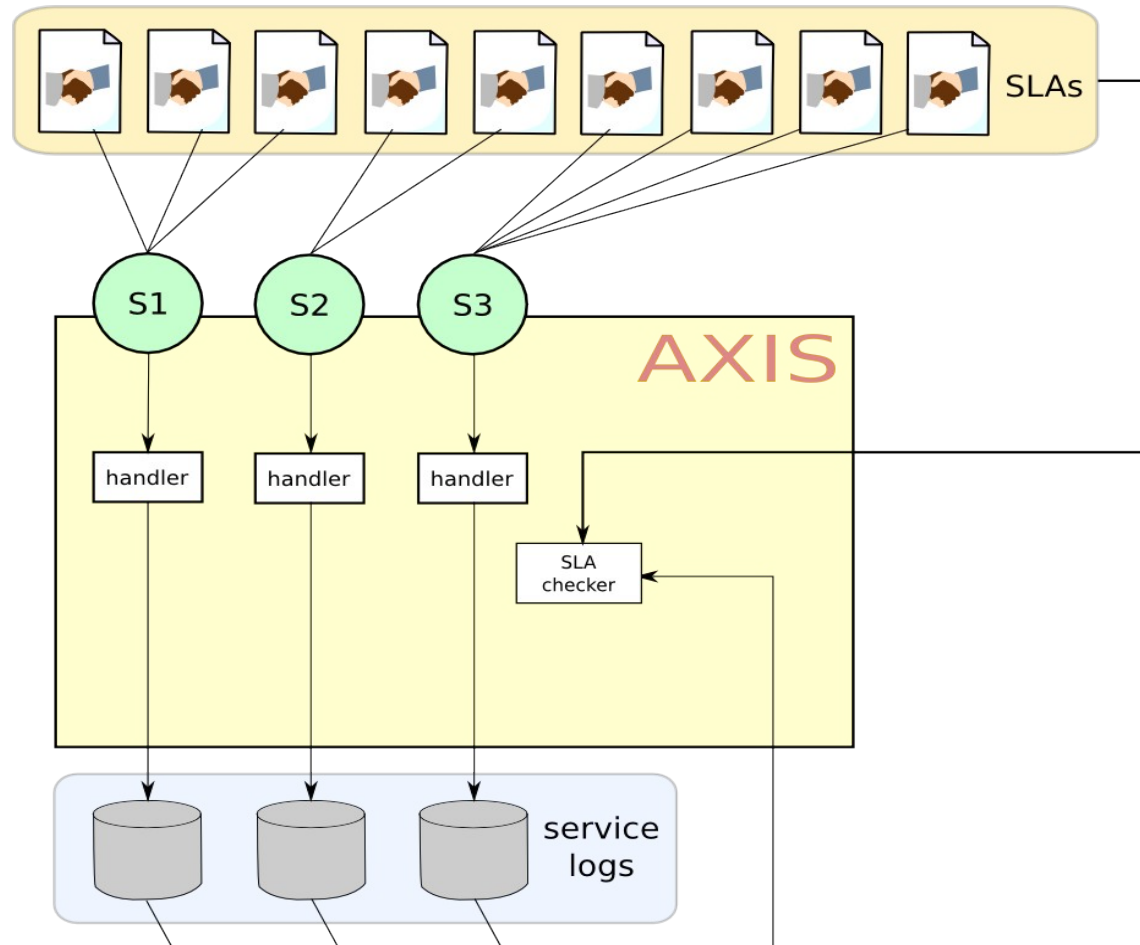 SLAs
S1
S2
S3
AXIS
handler
handler
handler
SLA
checker
service
logs